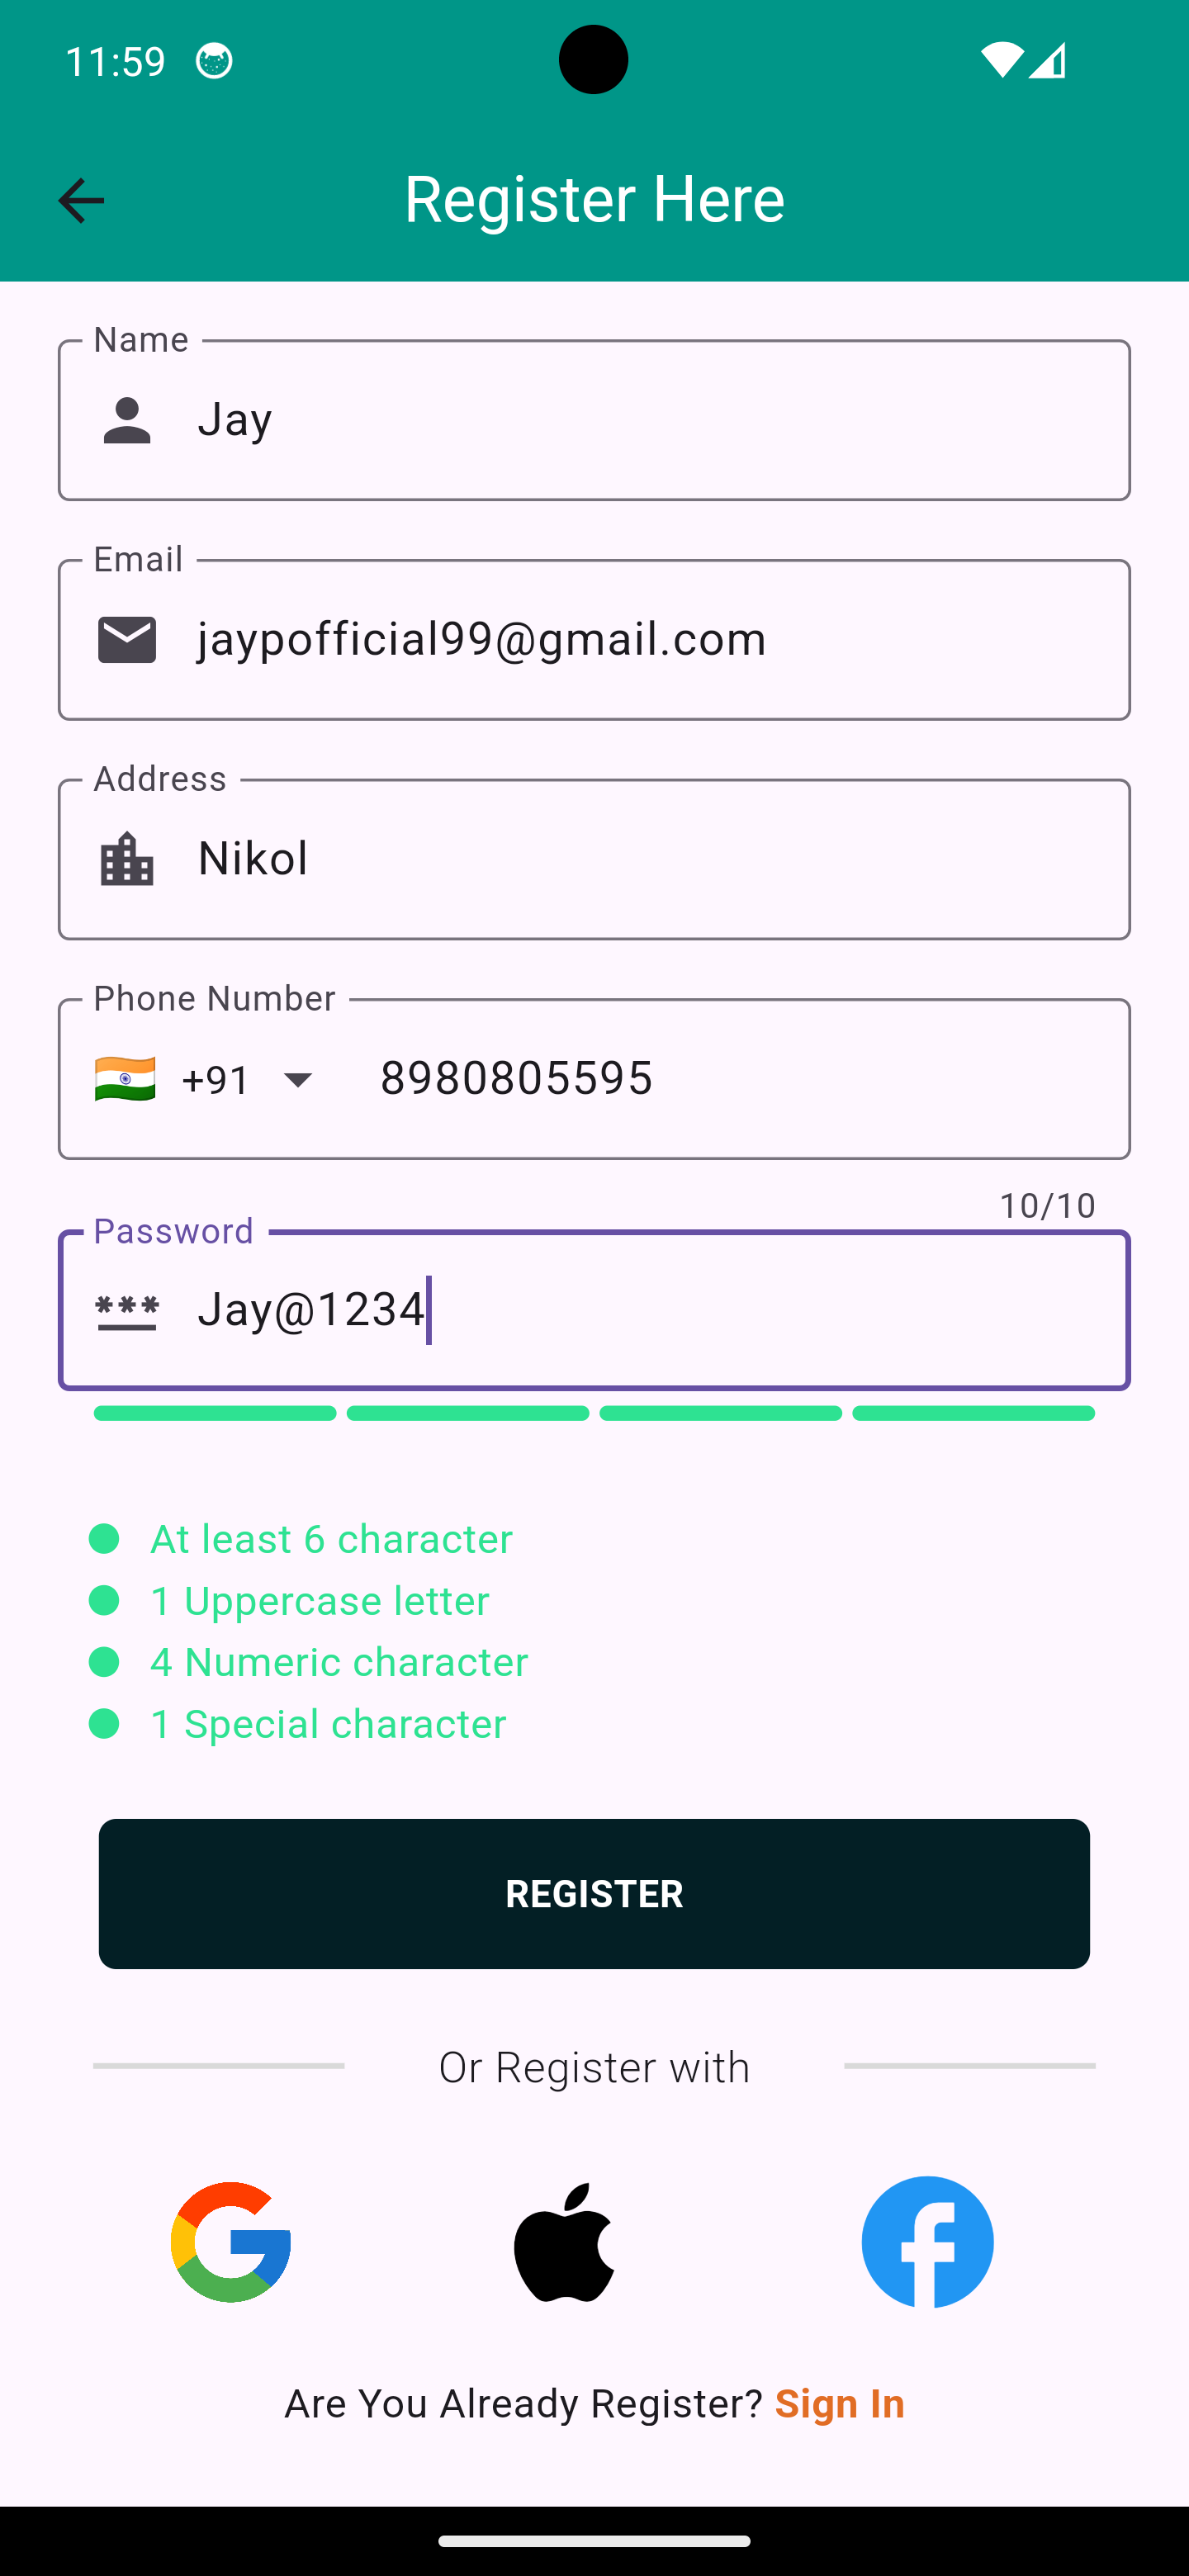 11:59
Register Here
Name
Jay
Email
jaypofficial99@gmail.com
Address
Nikol
Phone Number
+91 8980805595
10/10
Password
Jay@1234
At least 6 character
1 Uppercase letter
4 Numeric character
1 Special character
REGISTER
Or Register with
Are You Already Register? Sign In